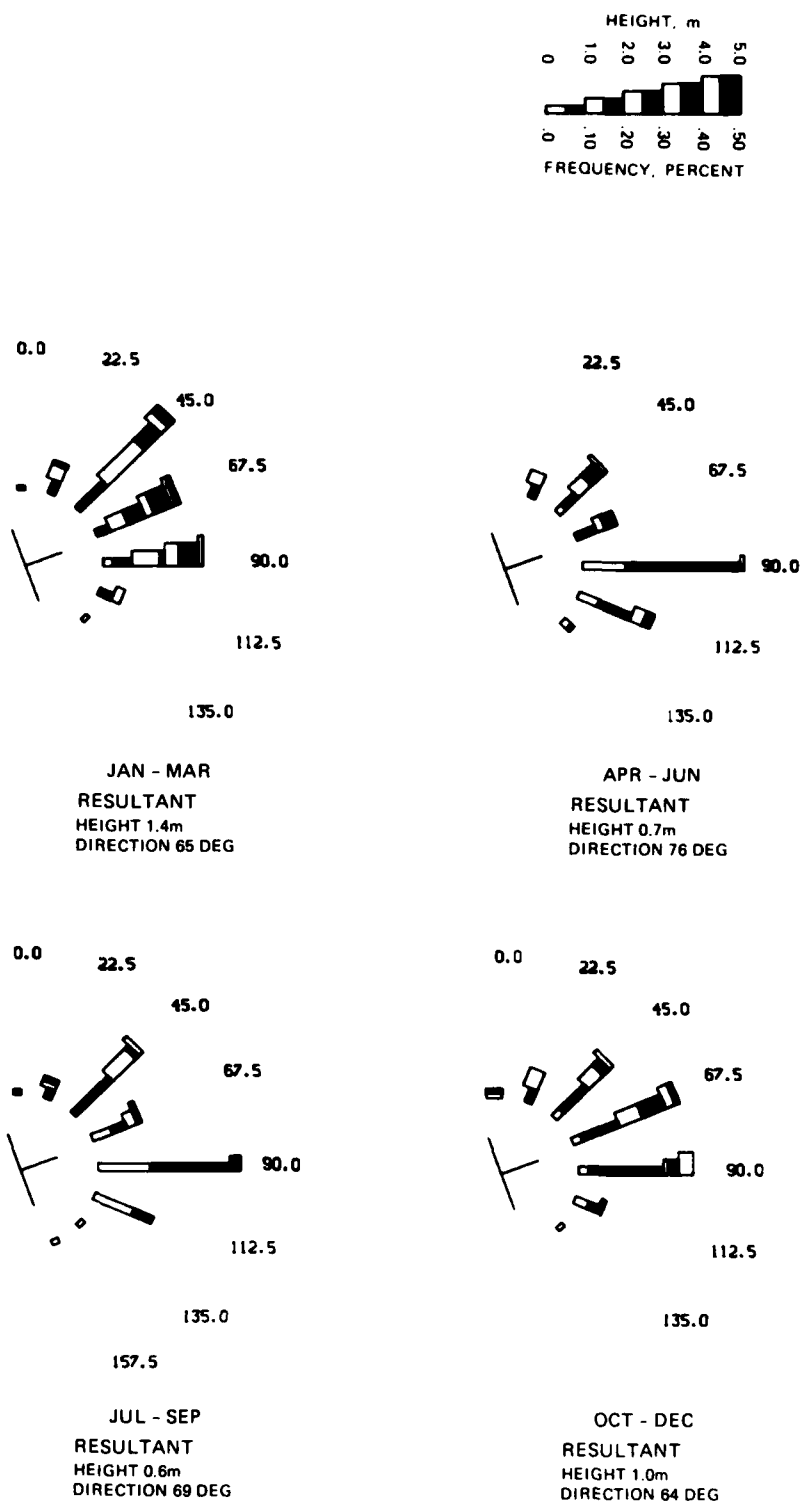 HEIGHT, m
0 1.0 2.0 3.0 4.0 5.0
.0 .10 .20 .30 .40 .50
FREQUENCY, PERCENT
0.0
22.5
45.0
67.5
90.0
112.5
135.0
JAN - MAR
RESULTANT
HEIGHT 1.4m
DIRECTION 65 DEG
22.5
45.0
67.5
90.0
112.5
135.0
APR - JUN
RESULTANT
HEIGHT 0.7m
DIRECTION 76 DEG
0.0
22.5
45.0
67.5
90.0
112.5
135.0
157.5
JUL - SEP
RESULTANT
HEIGHT 0.6m
DIRECTION 69 DEG
0.0
22.5
45.0
67.5
90.0
112.5
135.0
OCT - DEC
RESULTANT
HEIGHT 1.0m
DIRECTION 64 DEG